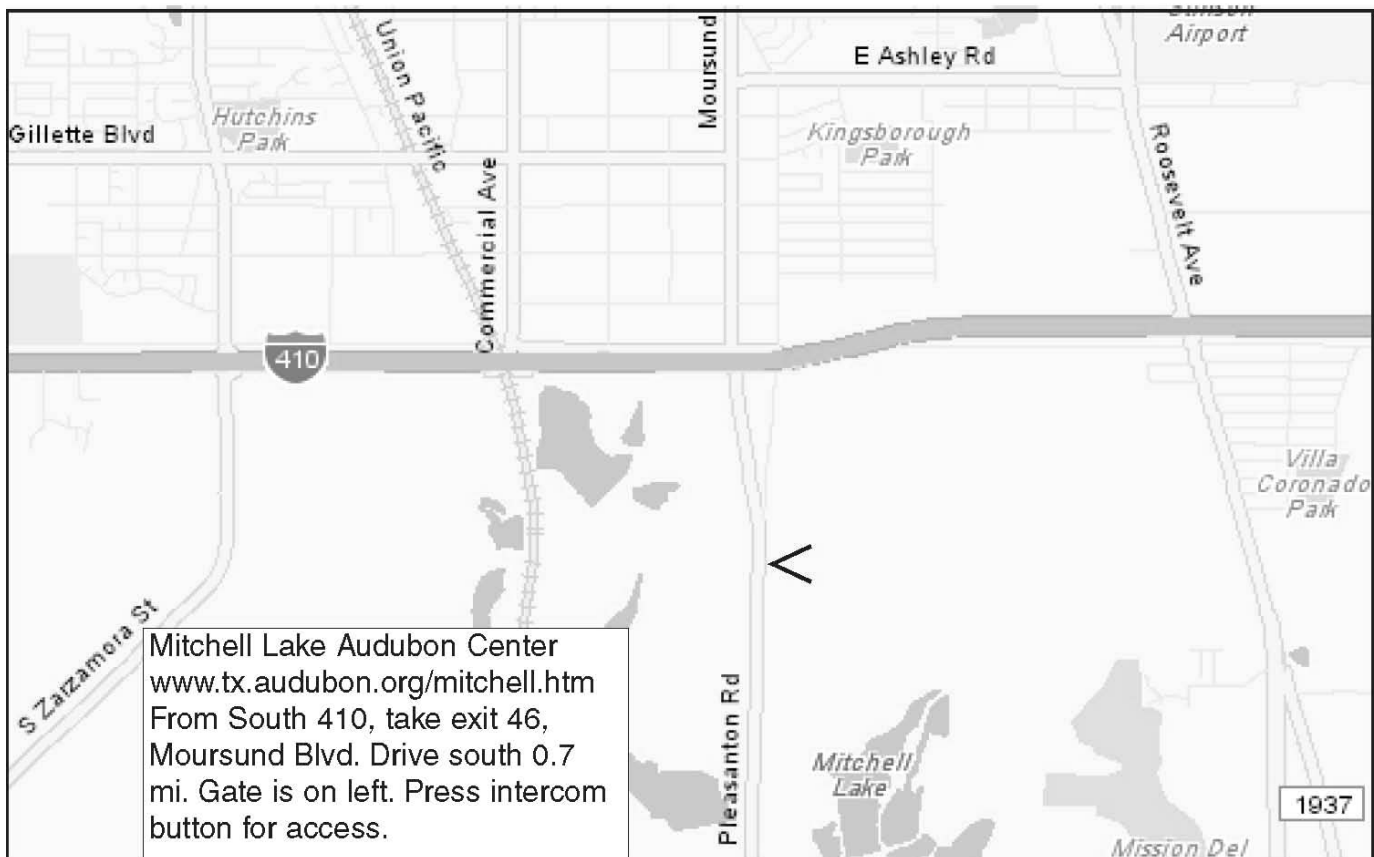 Stinson
Airport
E Ashley Rd
Moursund
Union Pacific
Hutchins
Park
Gillette Blvd
Kingsborough
Park
Roosevelt Ave
Commercial Ave
410
Villa
Coronado
Park
S Zarzamora St
Mitchell Lake Audubon Center
www.tx.audubon.org/mitchell.htm
From South 410, take exit 46,
Moursund Blvd. Drive south 0.7
mi. Gate is on left. Press intercom
button for access.
Pleasanton Rd
Mitchell
Lake
1937
Mission Del